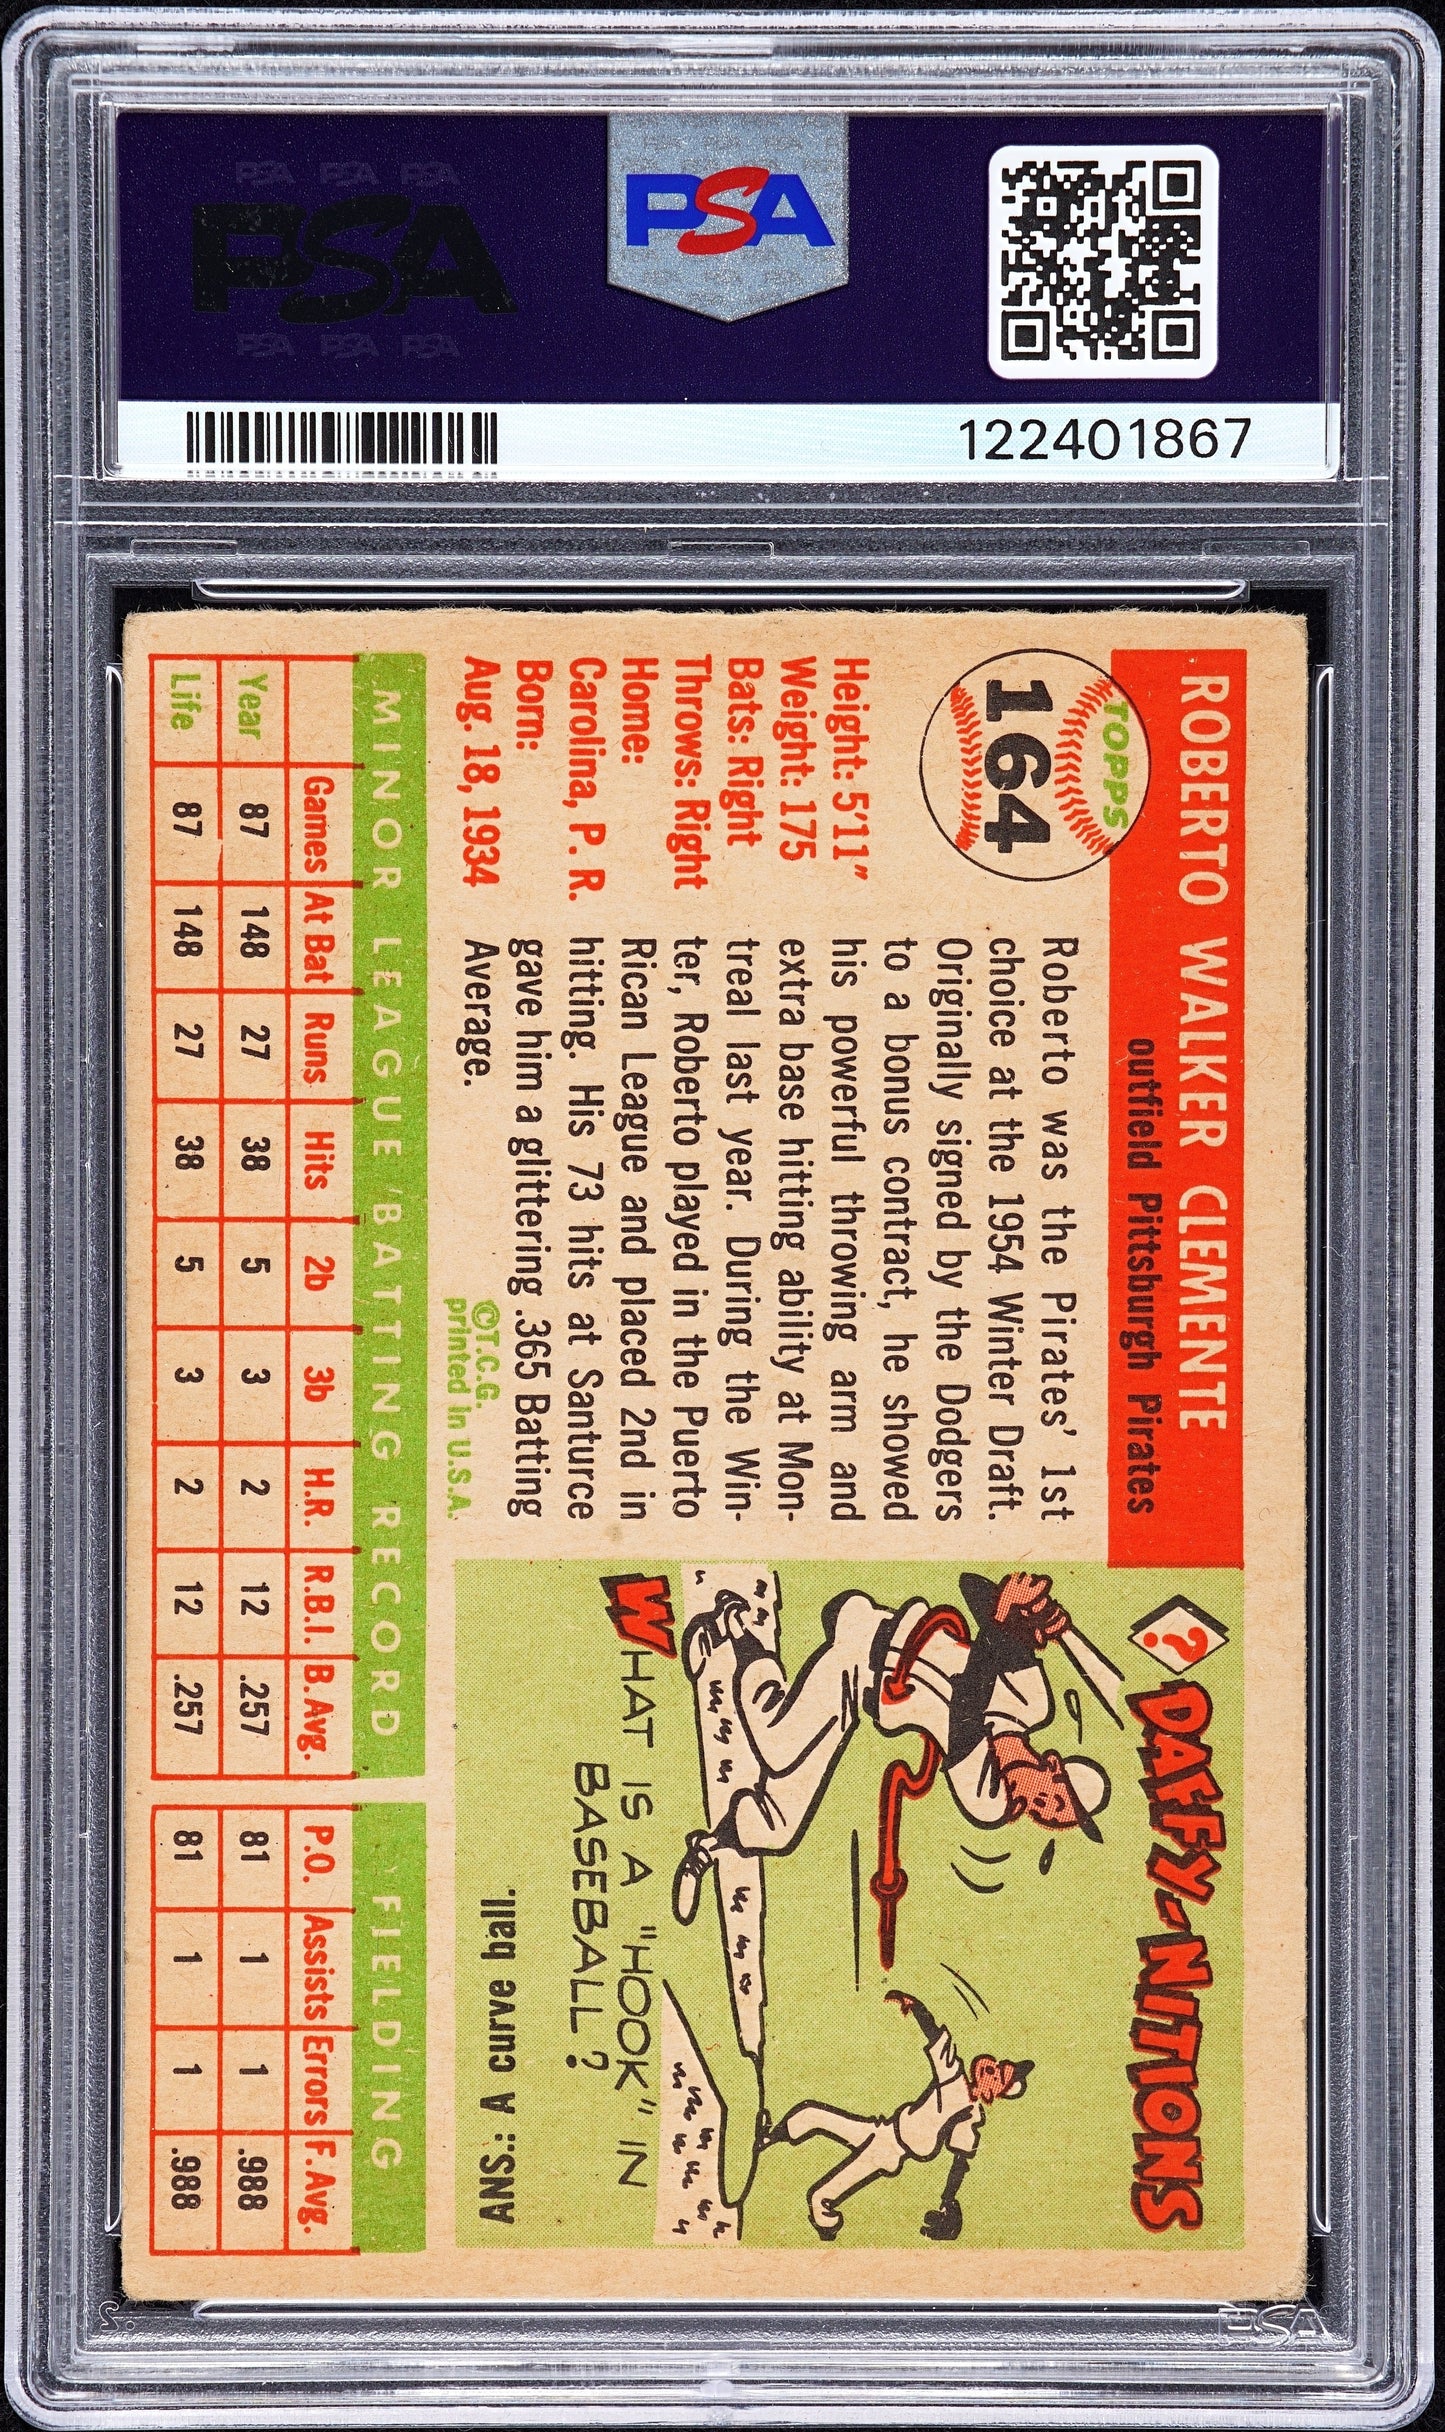 PSA PSA PSA
PSA
PSA PSA PSA
PSA
122401867
ROBERTO WALKER CLEMENTE
outfield Pittsburgh Pirates
TOPPS
164
Height: 5'11"
Weight: 175
Bats: Right
Throws: Right
Home:
Carolina, P. R.
Born:
Aug. 18, 1934
Roberto was the Pirates' 1st
choice at the 1954 Winter Draft.
Originally signed by the Dodgers
to a bonus contract, he showed
his powerful throwing arm and
extra base hitting ability at Mon-
treal last year. During the Win-
ter, Roberto played in the Puerto
Rican League and placed 2nd in
hitting. His 73 hits at Santurce
gave him a glittering .365 Batting
Average.
©T.C.G.
printed in U.S.A.
? DAFFY-NITIONS
WHAT IS A "HOOK" IN
BASEBALL?
ANS.: A curve ball.
MINOR LEAGUE BATTING RECORD FIELDING
Games At Bat Runs Hits 2b 3b H.R. R.B.I. B.Avg. P.O. Assists Errors F.Avg.
Year 87 148 27 38 5 3 2 12 .257 81 1 1 .988
Life 87 148 27 38 5 3 2 12 .257 81 1 1 .988
PSA